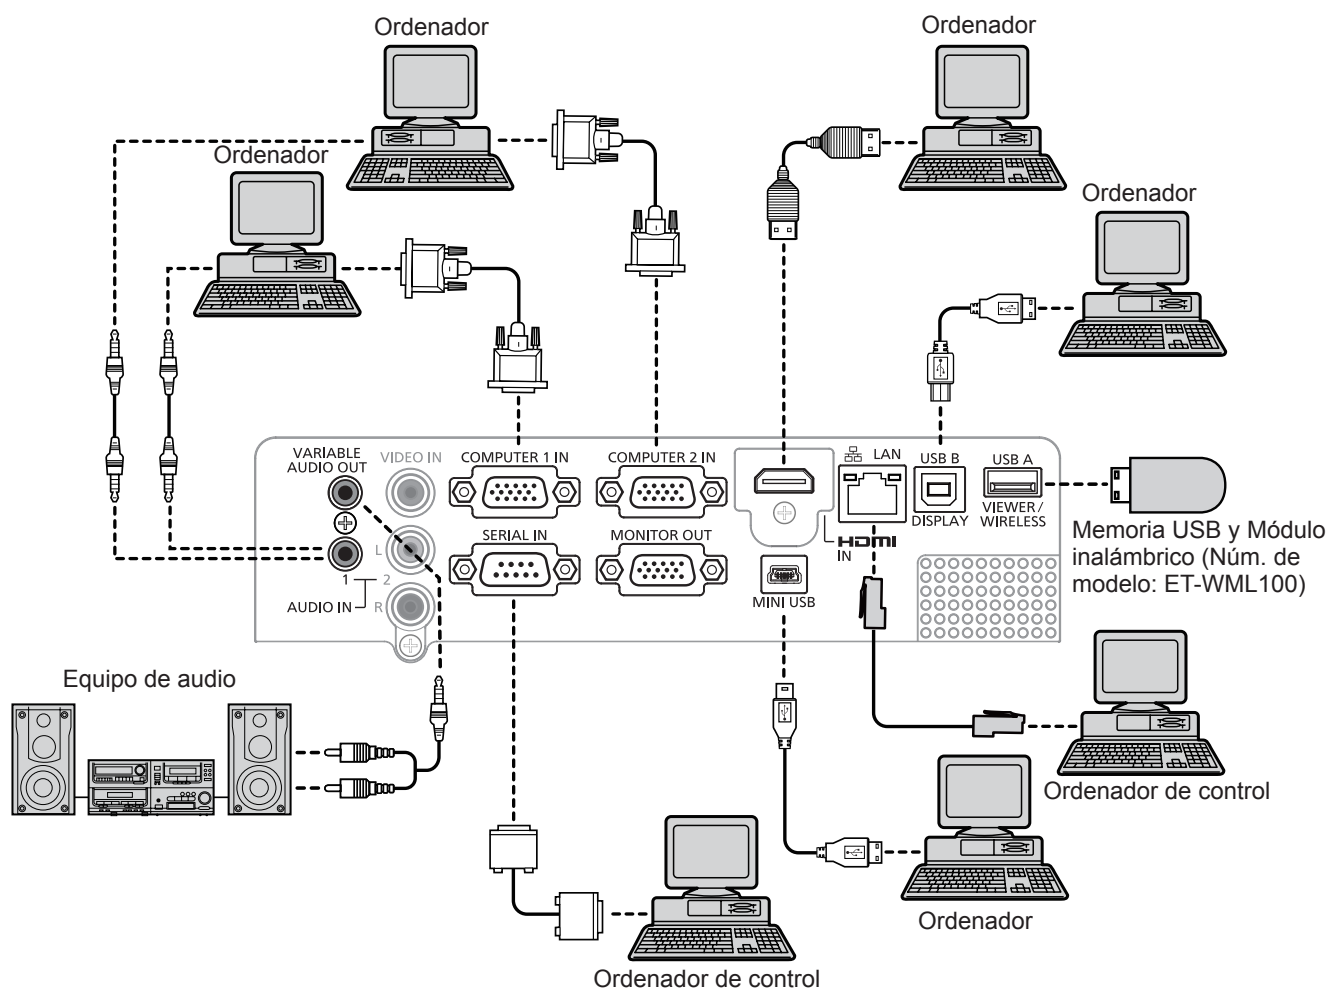 Ordenador
Ordenador
Ordenador
Ordenador
VARIABLE
AUDIO OUT
VIDEO IN
COMPUTER 1 IN
COMPUTER 2 IN
LAN
USB B
USB A
DISPLAY
VIEWER /
WIRELESS
SERIAL IN
MONITOR OUT
HDMI
IN
L
1
2
AUDIO IN
R
MINI USB
Memoria USB y Módulo
inalámbrico (Núm. de
modelo: ET-WML100)
Equipo de audio
Ordenador de control
Ordenador
Ordenador de control